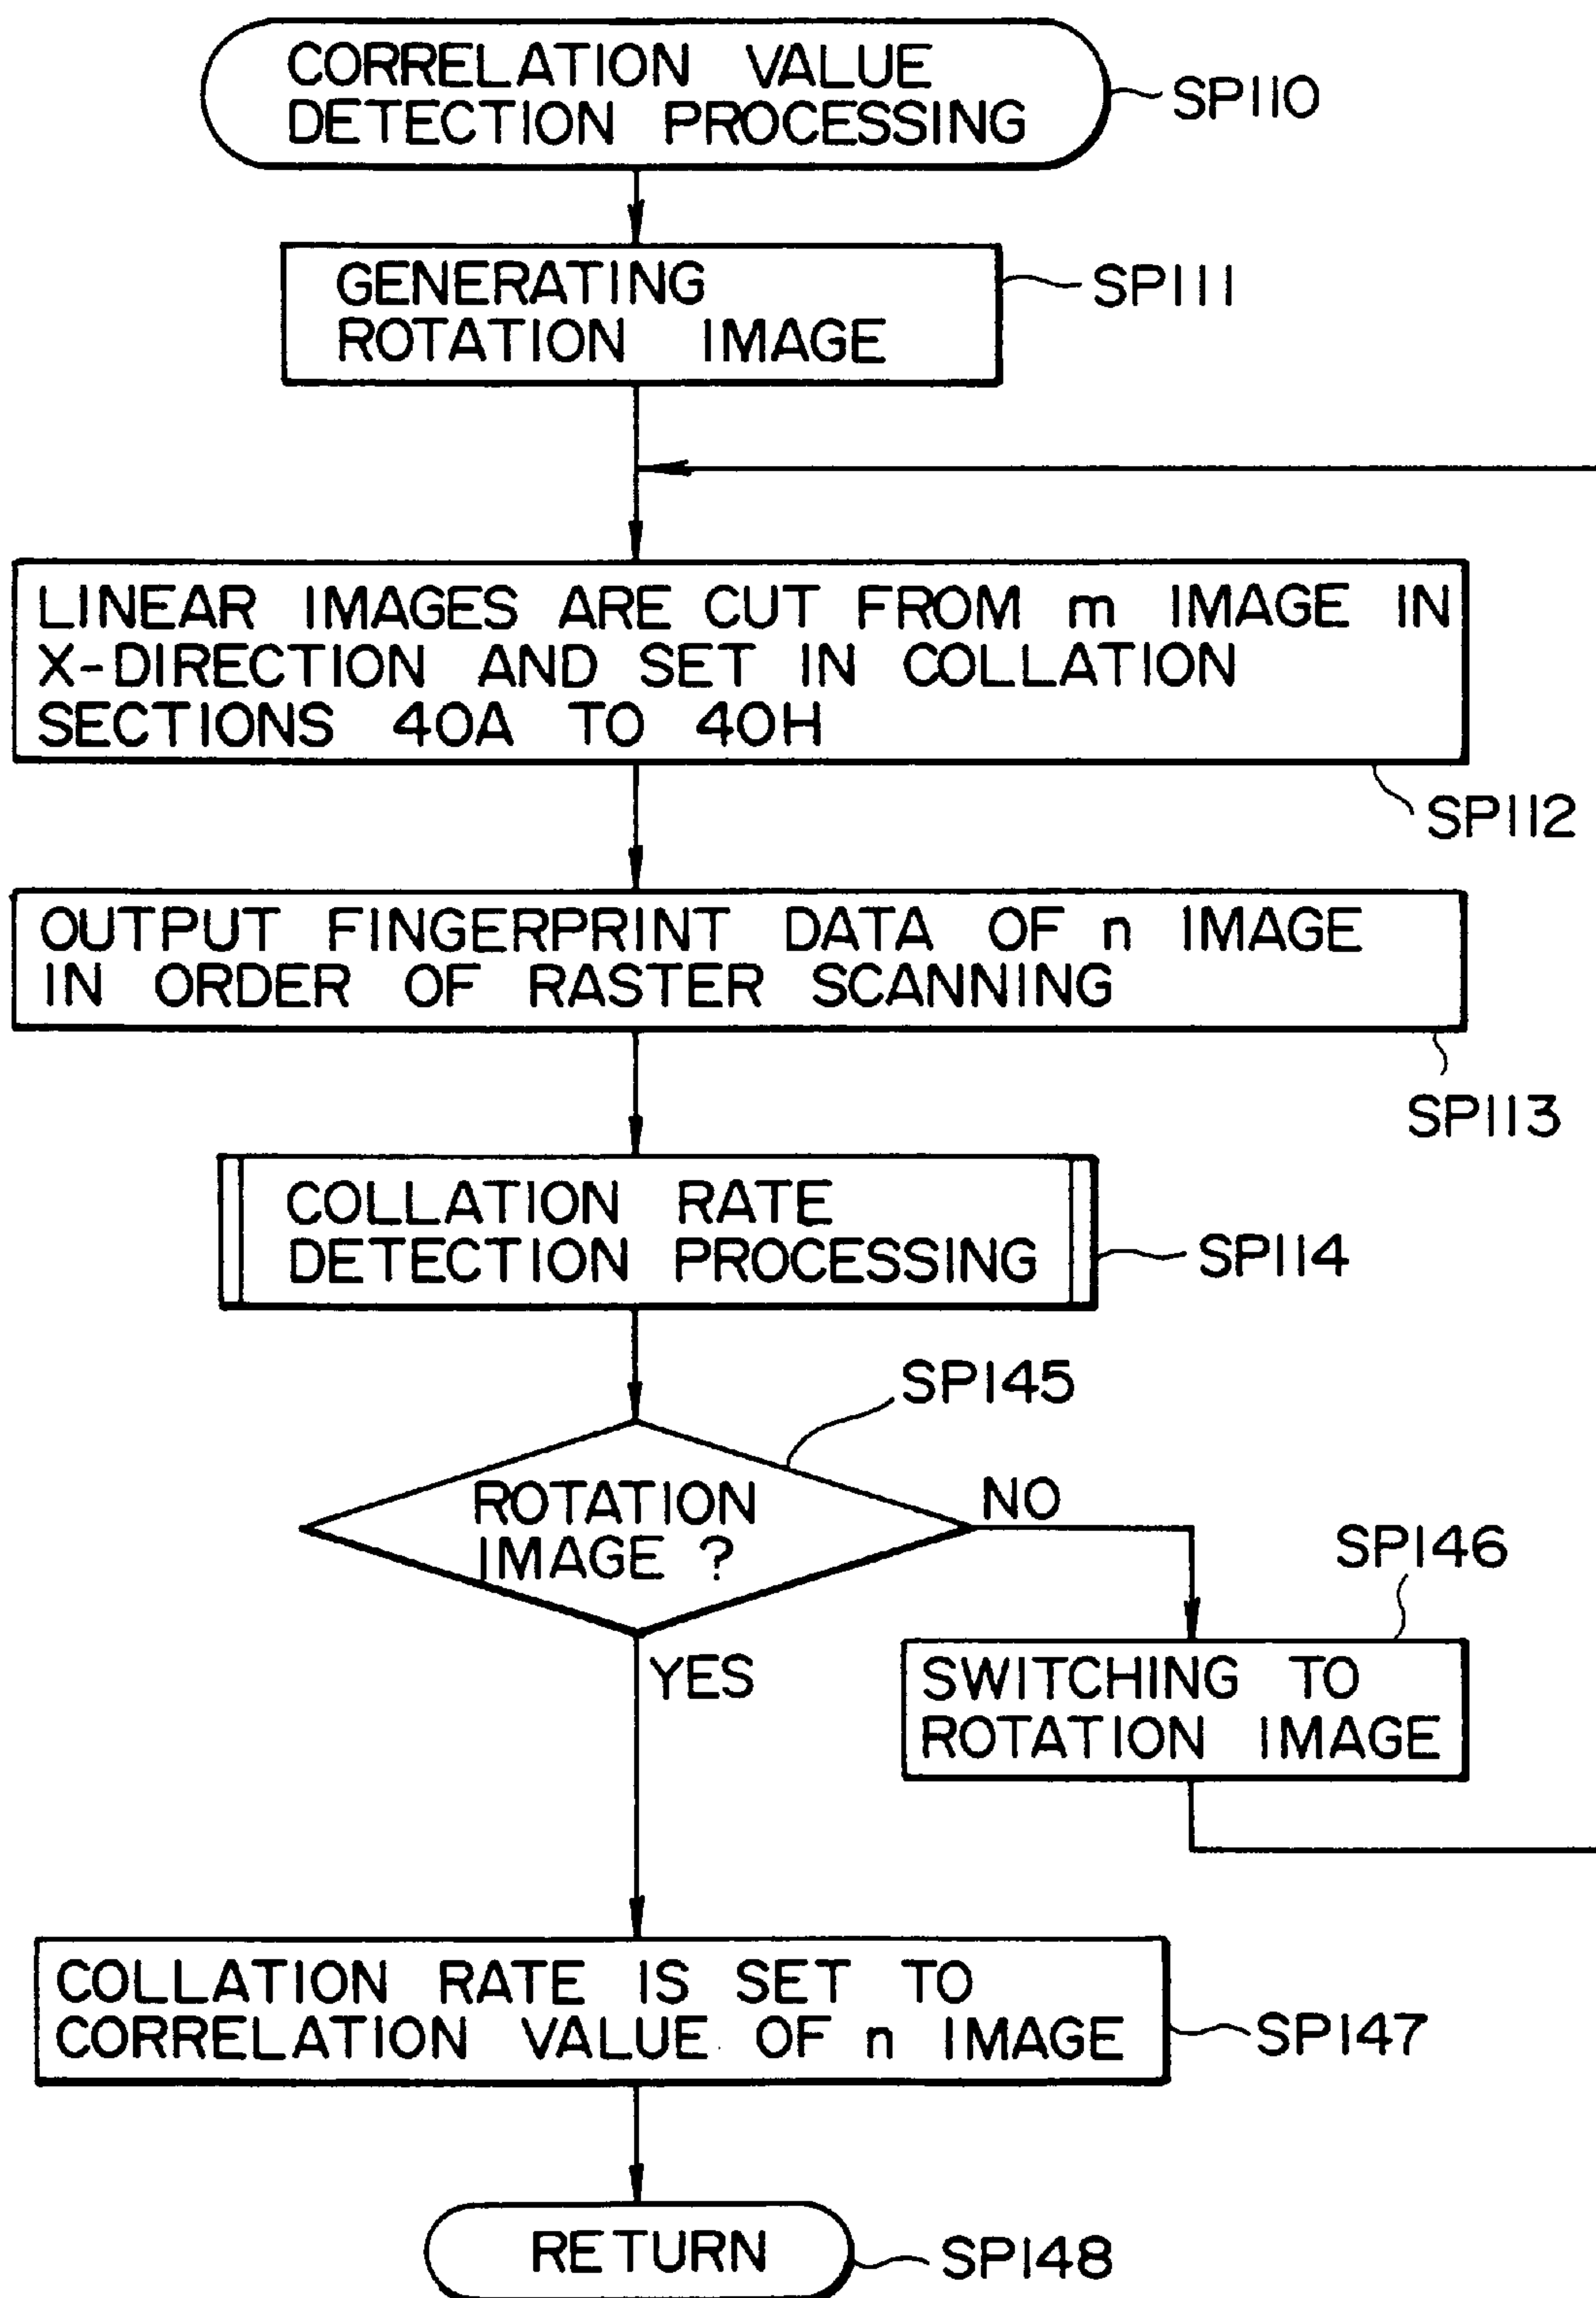 CORRELATION VALUE
DETECTION PROCESSING
SP110
GENERATING
ROTATION IMAGE
SP111
LINEAR IMAGES ARE CUT FROM m IMAGE IN
X-DIRECTION AND SET IN COLLATION
SECTIONS 40A TO 40H
SP112
OUTPUT FINGERPRINT DATA OF n IMAGE
IN ORDER OF RASTER SCANNING
SP113
COLLATION RATE
DETECTION PROCESSING
SP114
SP145
ROTATION
IMAGE ?
NO
SP146
YES
SWITCHING TO
ROTATION IMAGE
COLLATION RATE IS SET TO
CORRELATION VALUE OF n IMAGE
SP147
RETURN
SP148